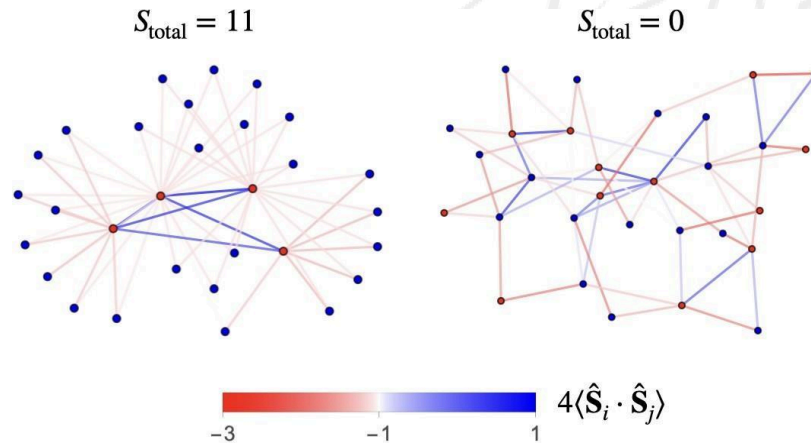 S_total = 11
S_total = 0
4⟨Ŝ_i · Ŝ_j⟩
−3 −1 1